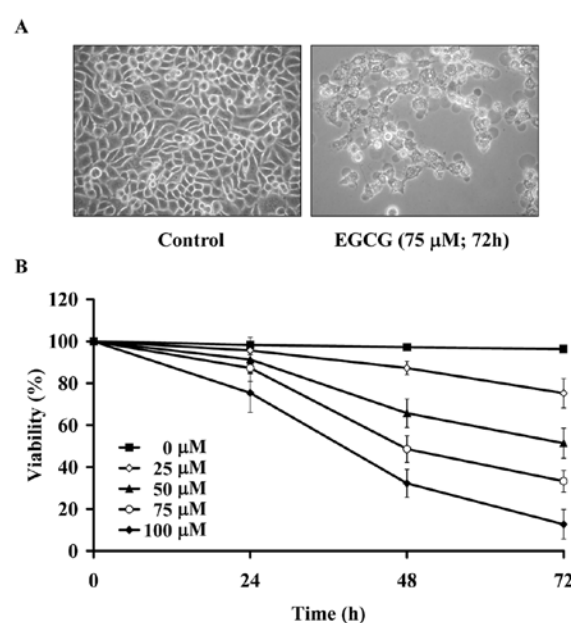 A
Control
EGCG (75 μM; 72h)
B
120
100
80
60
40
20
0
Viability (%)
0 μM
25 μM
50 μM
75 μM
100 μM
0
24
48
72
Time (h)